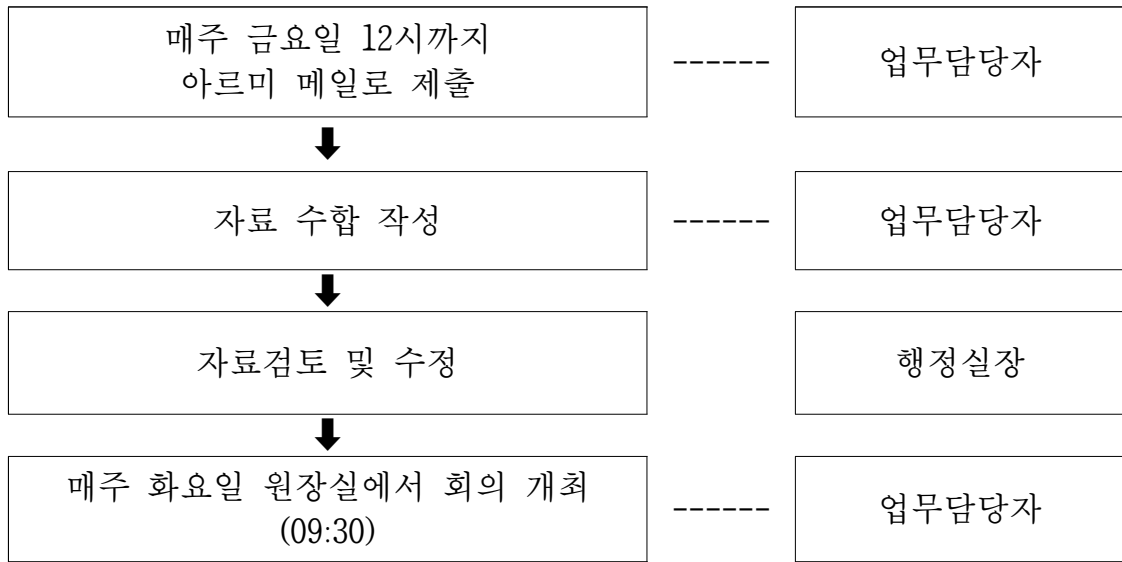 매주 금요일 12시까지
아르미 메일로 제출
------
업무담당자
자료 수합 작성
------
업무담당자
자료검토 및 수정
행정실장
매주 화요일 원장실에서 회의 개최
(09:30)
------
업무담당자